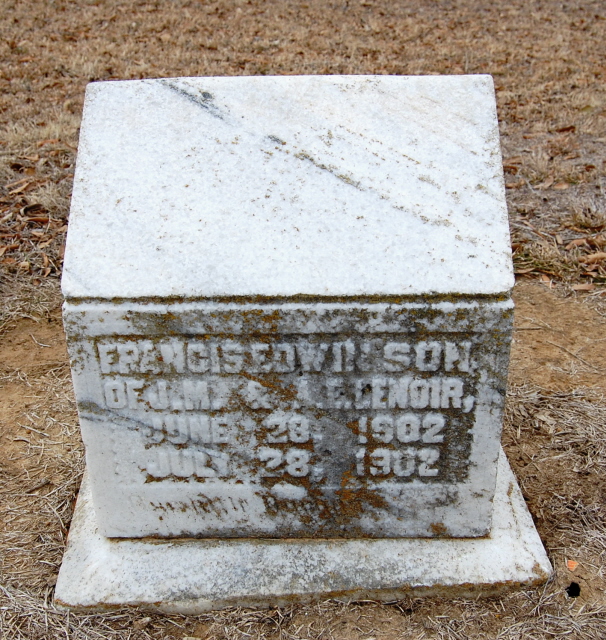 FRANCIS EDWIN SON
OF J.M. & A.E. LENOIR,
JUNE 28. 1902
JULY 28. 1902